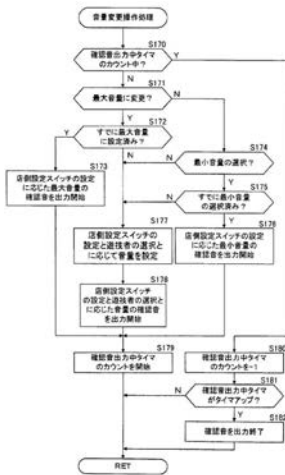 音量変更操作処理
S170
確認音出力中タイマ
のカウント中?
Y
N
S171
最大音量に変更?
N
Y
S172
すでに最大音量
に設定済み?
Y
N
S173
店側設定スイッチの設定
に応じた最大音量の
確認音を出力開始
S174
最小音量の選択?
N
Y
S175
すでに最小音量
の選択済み?
N
Y
S176
店側設定スイッチの設定
に応じた最小音量の
確認音を出力開始
S177
店側設定スイッチの
設定と遊技者の選択と
に応じて音量を設定
S178
店側設定スイッチ
の設定と遊技者の選択と
に応じた音量の確認音
を出力開始
S179
確認音出力中タイマ
のカウントを開始
S180
確認音出力中タイマ
のカウントを-1
S181
確認音出力中タイマ
がタイマアップ?
N
Y
S182
確認音を出力終了
RET